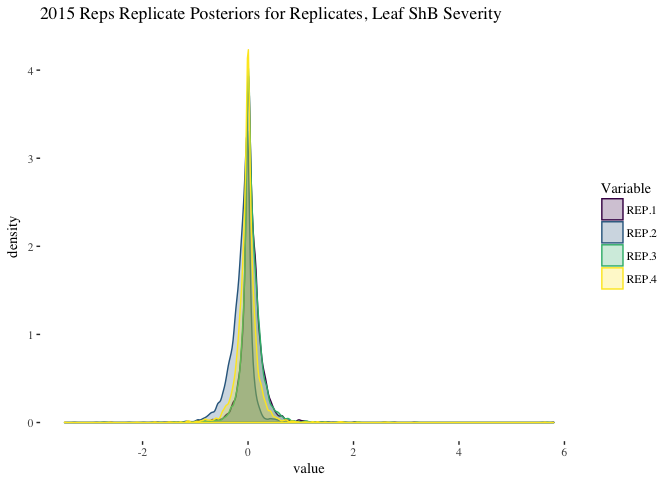 2015 Reps Replicate Posteriors for Replicates, Leaf ShB Severity
4
3
2
1
0
density
-2
0
2
4
6
value
Variable
REP.1
REP.2
REP.3
REP.4